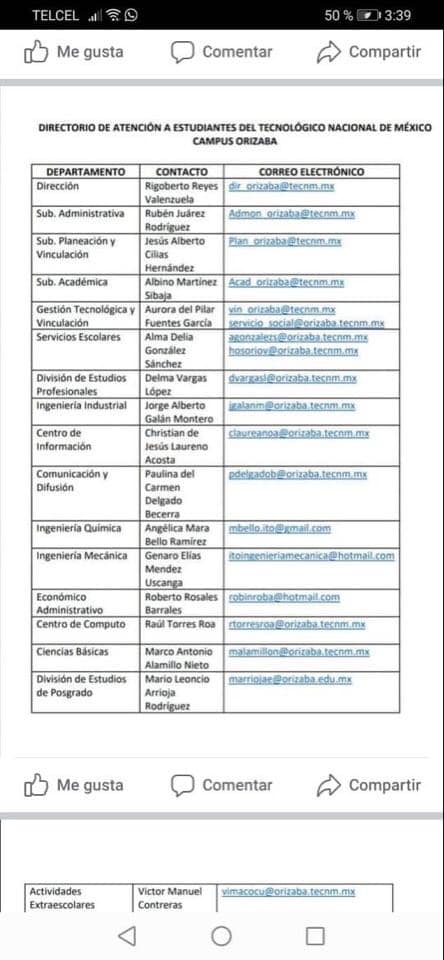 TELCEL 50 % 3:39
Me gusta Comentar Compartir
DIRECTORIO DE ATENCIÓN A ESTUDIANTES DEL TECNOLÓGICO NACIONAL DE MÉXICO
CAMPUS ORIZABA
DEPARTAMENTO CONTACTO CORREO ELECTRÓNICO
Dirección Rigoberto Reyes dir_orizaba@tecnm.mx
Valenzuela
Sub. Administrativa Rubén Juárez Admon_orizaba@tecnm.mx
Rodríguez
Sub. Planeación y Jesús Alberto Plan_orizaba@tecnm.mx
Vinculación Cilias
Hernández
Sub. Académica Albino Martínez Acad_orizaba@tecnm.mx
Sibaja
Gestión Tecnológica y Aurora del Pilar vin_orizaba@tecnm.mx
Vinculación Fuentes García servicio_social@orizaba.tecnm.mx
Servicios Escolares Alma Delia agonzalezs@orizaba.tecnm.mx
González hosoriov@orizaba.tecnm.mx
Sánchez
División de Estudios Delma Vargas dvargasl@orizaba.tecnm.mx
Profesionales López
Ingeniería Industrial Jorge Alberto jgalanm@orizaba.tecnm.mx
Galán Montero
Centro de Christian de claureanoa@orizaba.tecnm.mx
Información Jesús Laureno
Acosta
Comunicación y Paulina del pdelgadob@orizaba.tecnm.mx
Difusión Carmen
Delgado
Becerra
Ingeniería Química Angélica Mara mbello.ito@gmail.com
Bello Ramírez
Ingeniería Mecánica Genaro Elías itoingenieriamecanica@hotmail.com
Mendez
Uscanga
Económico Roberto Rosales robinroba@hotmail.com
Administrativo Barrales
Centro de Computo Raúl Torres Roa rtorresroa@orizaba.tecnm.mx
Ciencias Básicas Marco Antonio malamillon@orizaba.tecnm.mx
Alamillo Nieto
División de Estudios Mario Leoncio marriojae@orizaba.edu.mx
de Posgrado Arrioja
Rodríguez
Me gusta Comentar Compartir
Actividades Victor Manuel vimacocu@orizaba.tecnm.mx
Extraescolares Contreras